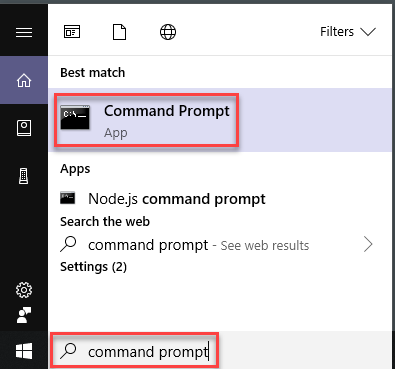 Filters
Best match
C:\_
Command Prompt
App
Apps
Node.js command prompt
Search the web
command prompt - See web results
Settings (2)
command prompt